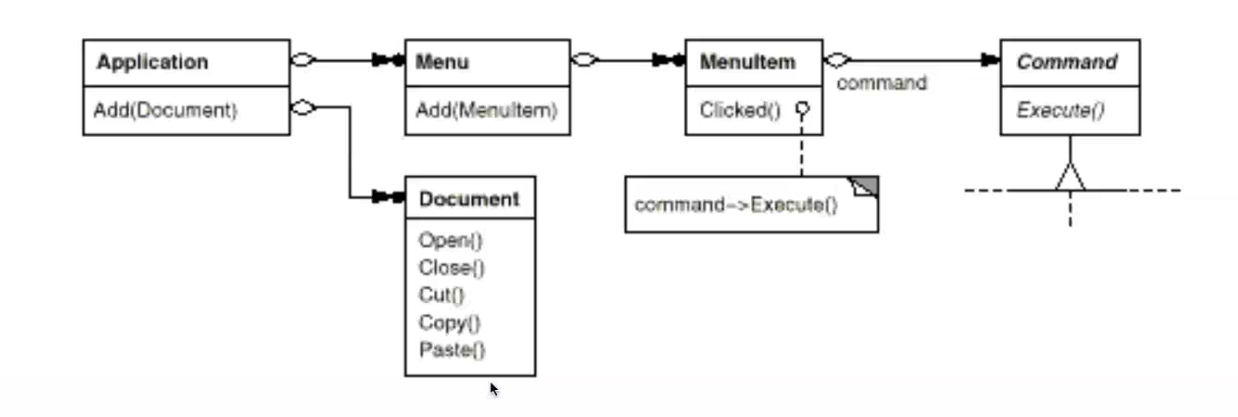 Application
Add(Document)
Menu
Add(MenuItem)
MenuItem
Clicked()
command
Command
Execute()
command->Execute()
Document
Open()
Close()
Cut()
Copy()
Paste()